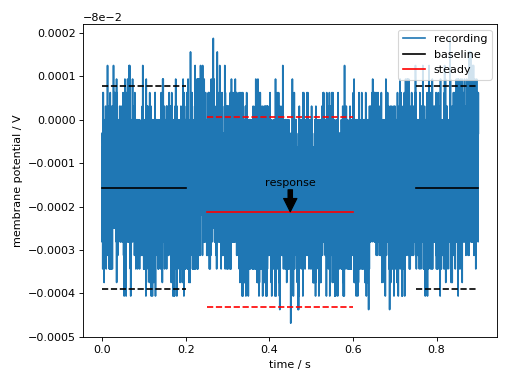 −8e−2
0.0002
0.0001
0.0000
−0.0001
−0.0002
−0.0003
−0.0004
−0.0005
membrane potential / V
recording
baseline
steady
response
0.0
0.2
0.4
0.6
0.8
time / s